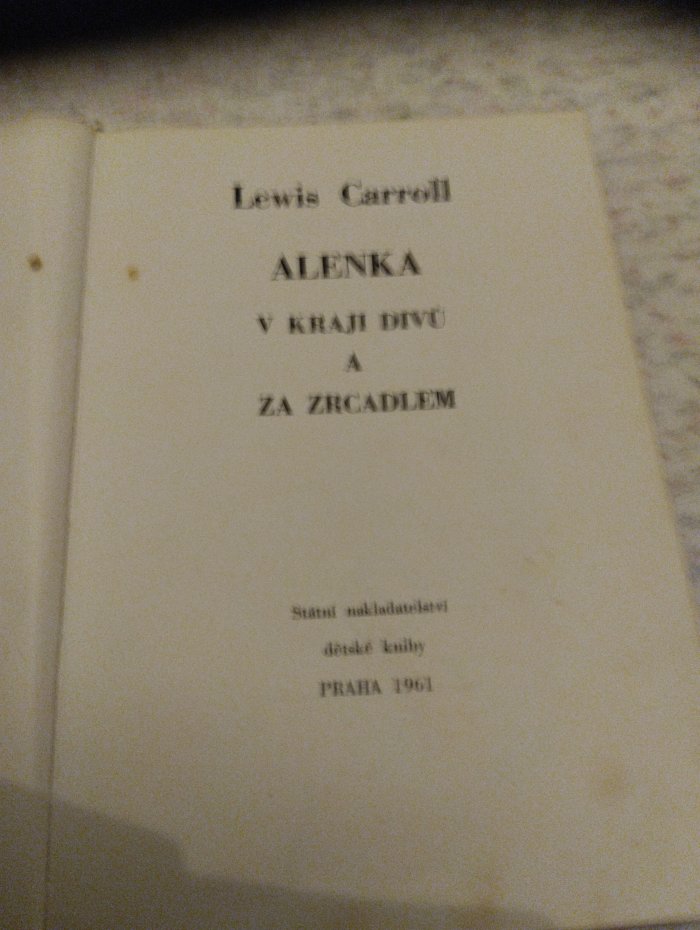 Lewis Carroll
ALENKA
V KRAJI DIVŮ
A
ZA ZRCADLEM
Státní nakladatelství
dětské knihy
PRAHA 1961